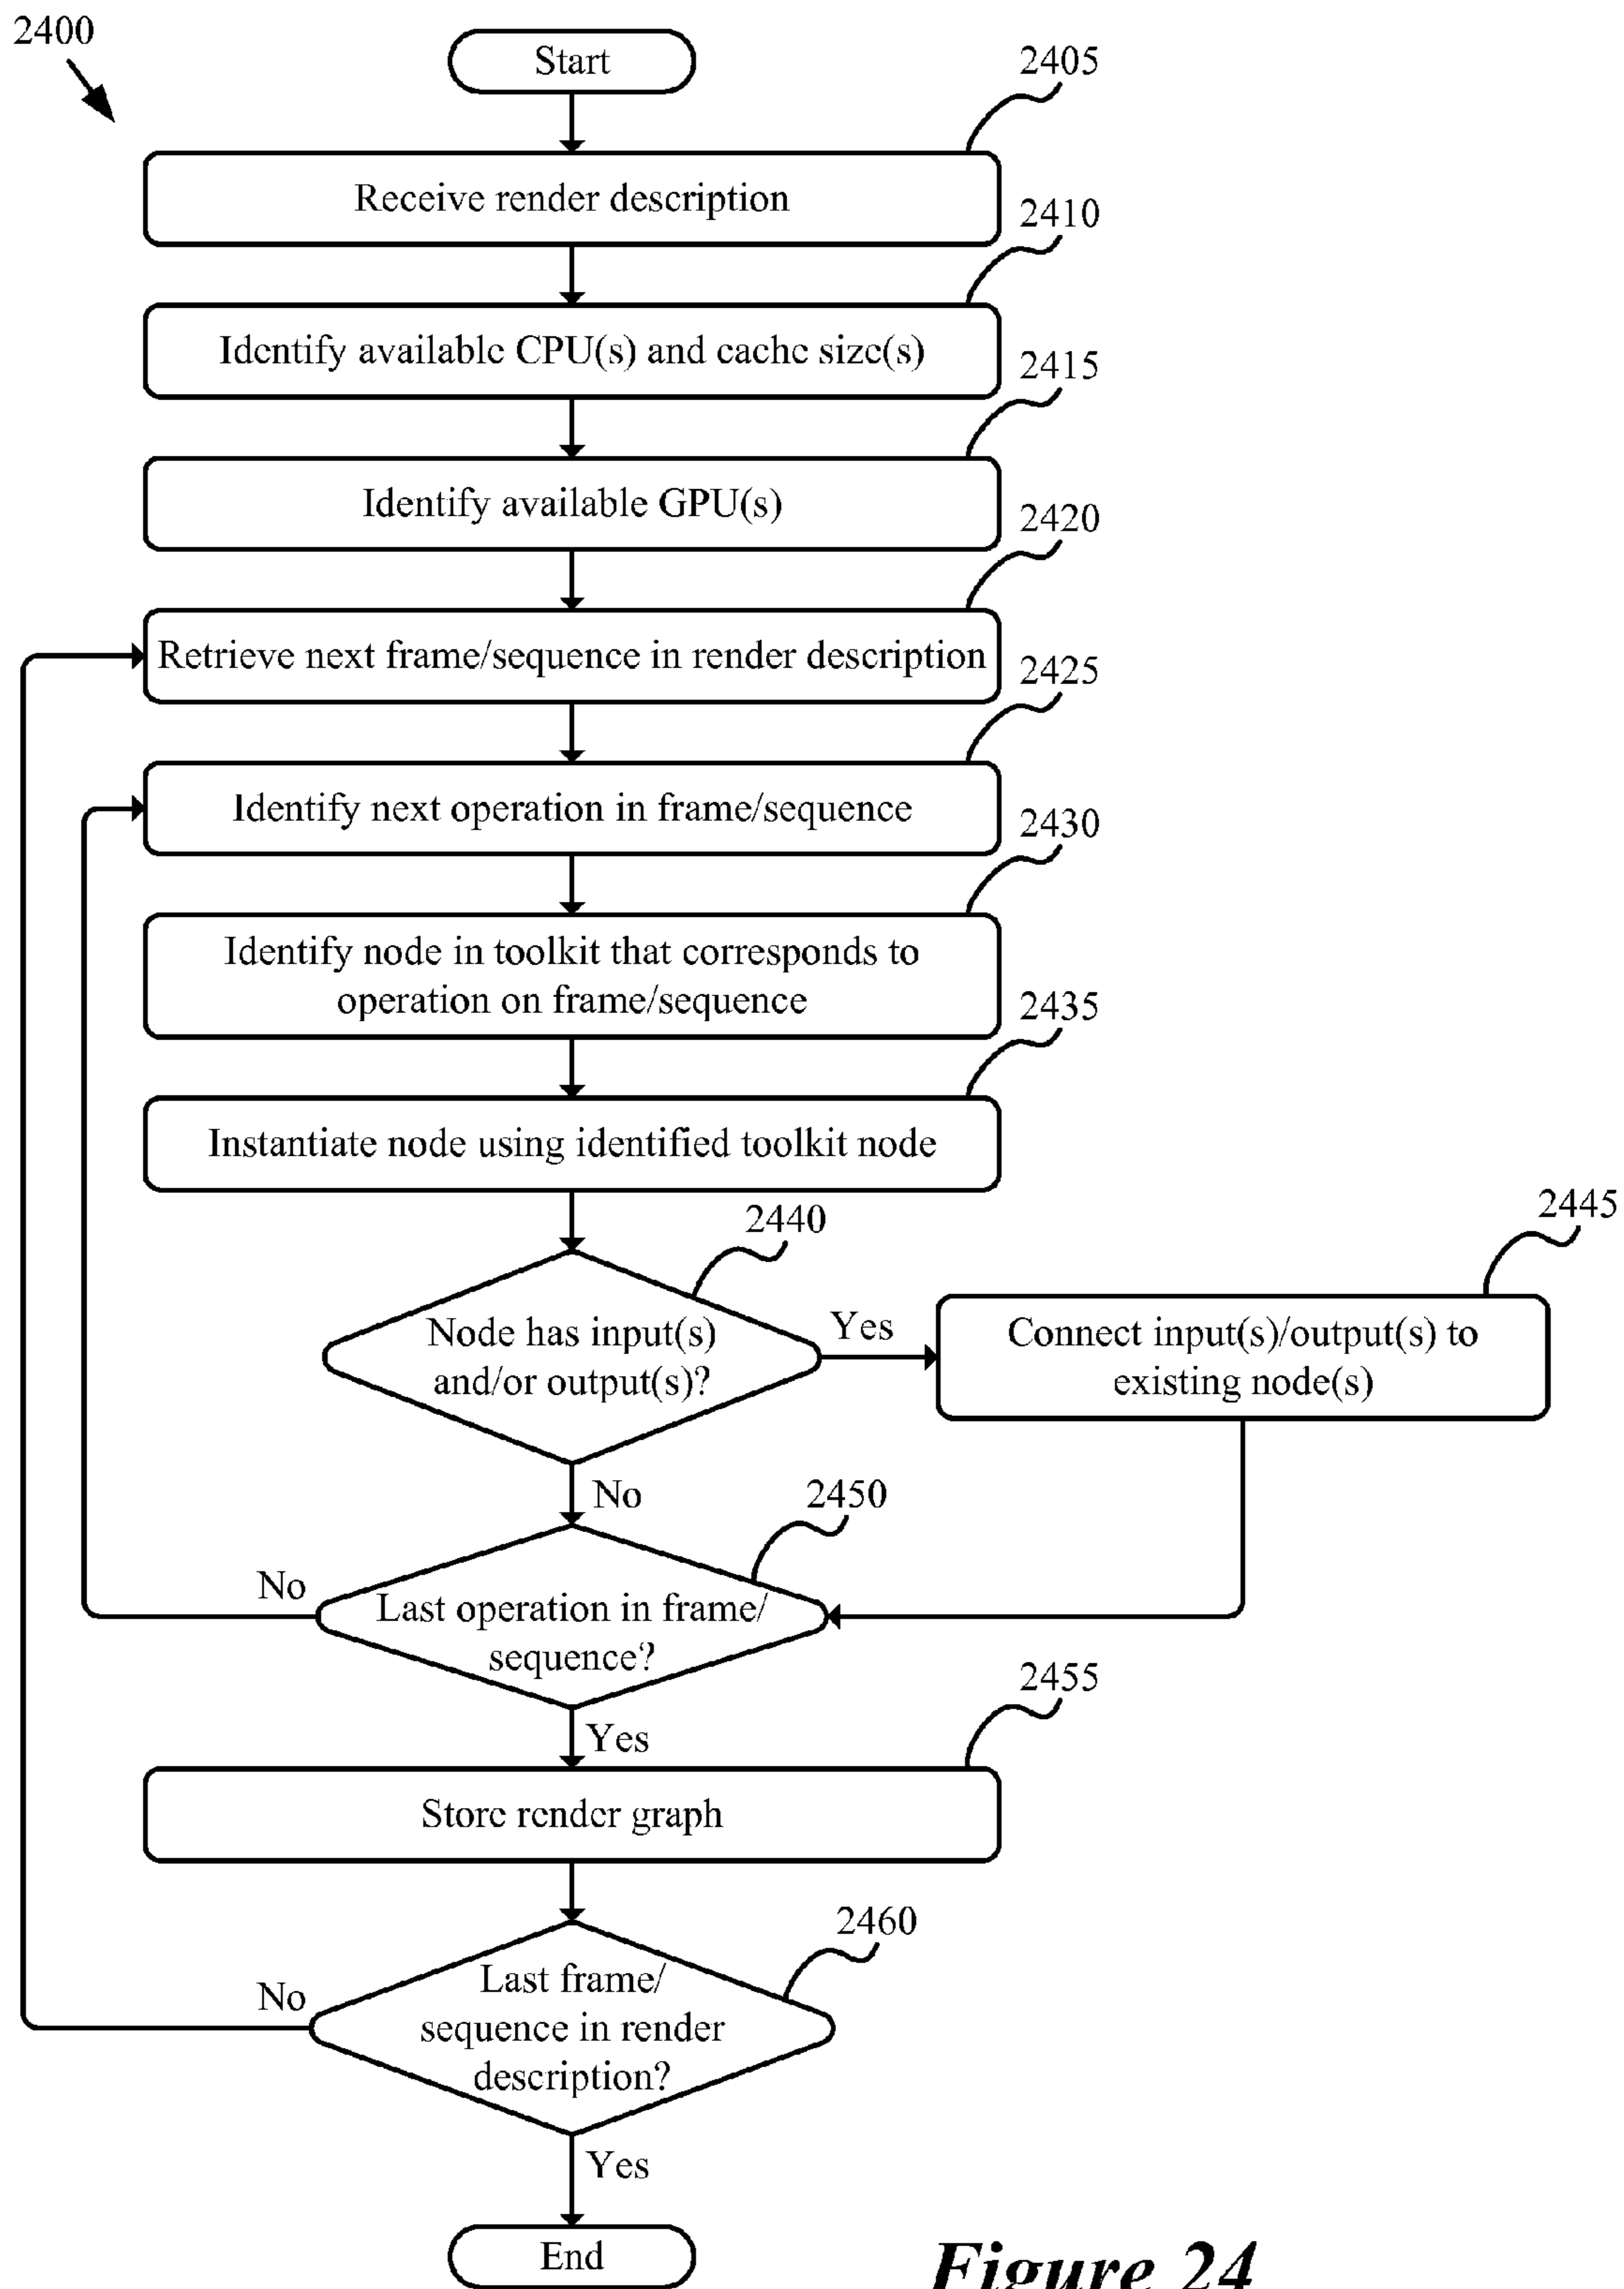 2400
Start
2405
Receive render description
2410
Identify available CPU(s) and cache size(s)
2415
Identify available GPU(s)
2420
Retrieve next frame/sequence in render description
2425
Identify next operation in frame/sequence
2430
Identify node in toolkit that corresponds to
operation on frame/sequence
2435
Instantiate node using identified toolkit node
2440
Node has input(s)
and/or output(s)?
Yes
2445
Connect input(s)/output(s) to
existing node(s)
No
2450
Last operation in frame/
sequence?
No
Yes
2455
Store render graph
2460
Last frame/
sequence in render
description?
No
Yes
End
Figure 24